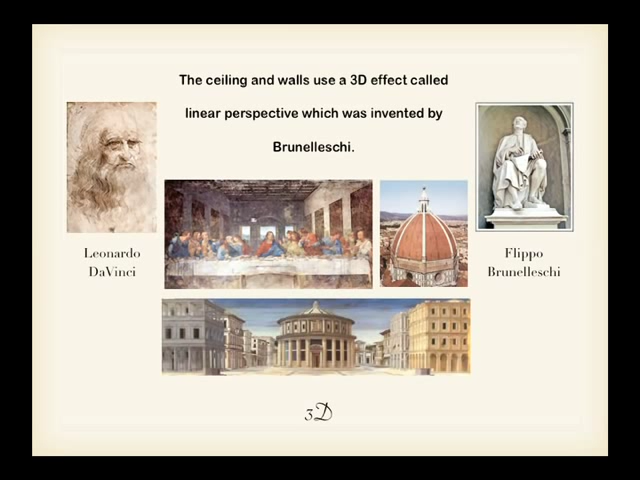 The ceiling and walls use a 3D effect called
linear perspective which was invented by
Brunelleschi.
Leonardo
DaVinci
Flippo
Brunelleschi
3D